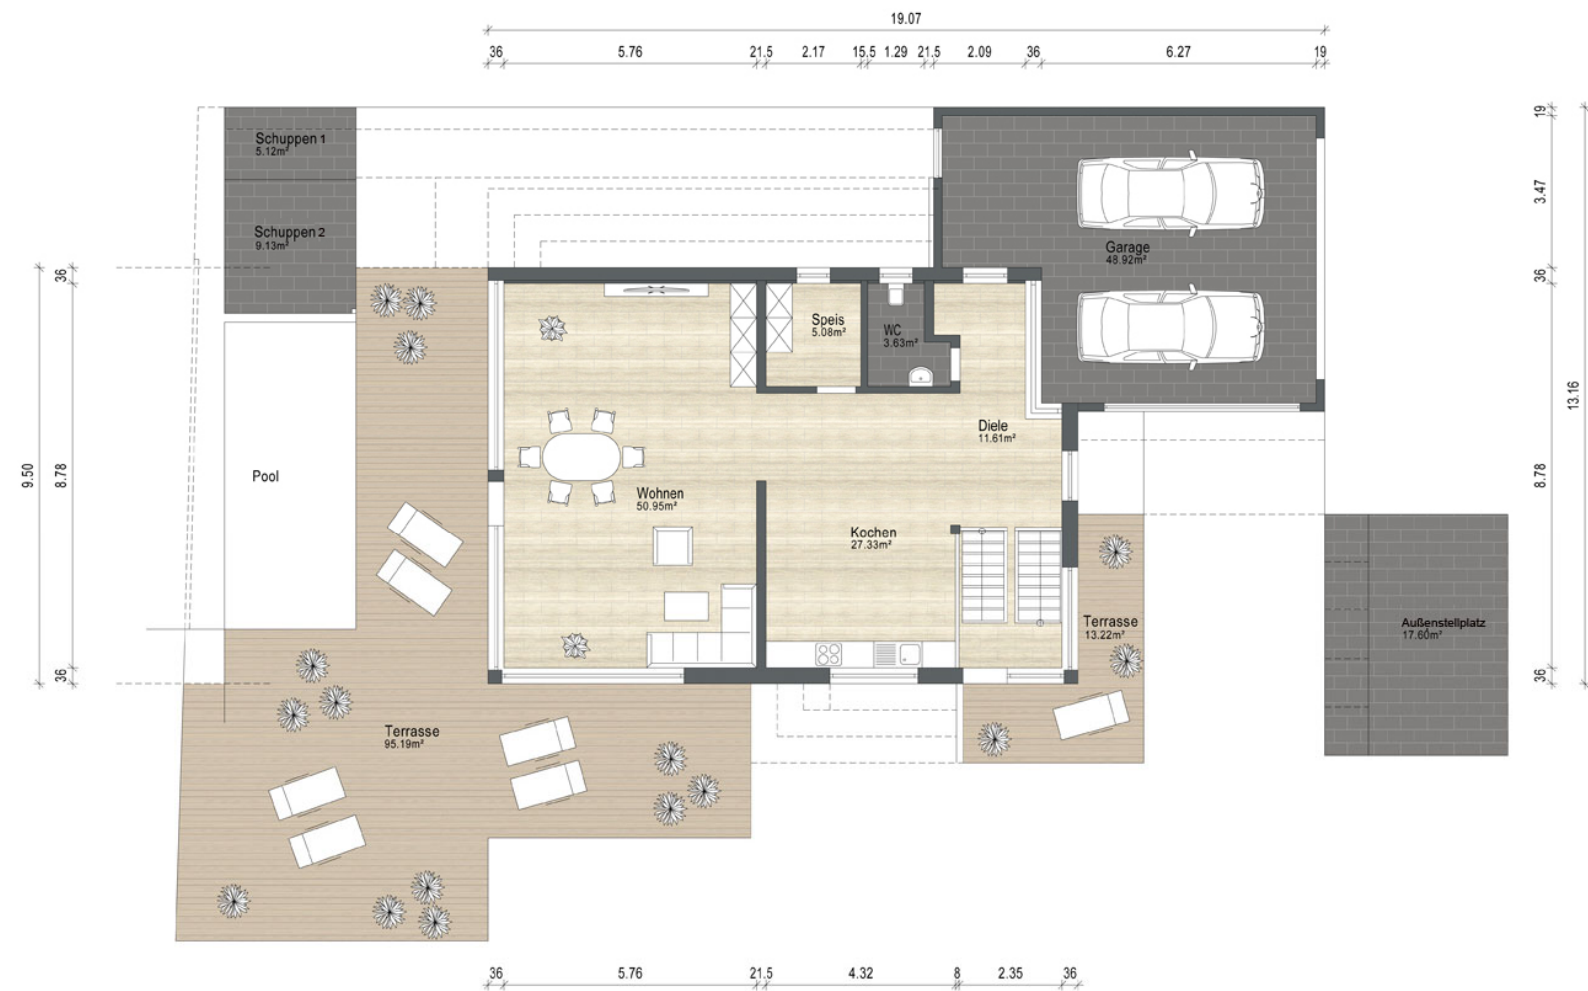 19.07
36 5.76 21.5 2.17 15.5 1.29 21.5 2.09 36 6.27 19
Schuppen 1
5.12m²
Schuppen 2
9.13m²
Garage
48.92m²
19
3.47
36
8.78
36
13.16
36
8.78
36
9.50
Speis
5.08m²
WC
3.63m²
Diele
11.61m²
Pool
Wohnen
50.95m²
Kochen
27.33m²
Terrasse
13.22m²
Außenstellplatz
17.60m²
Terrasse
95.19m²
36 5.76 21.5 4.32 8 2.35 36